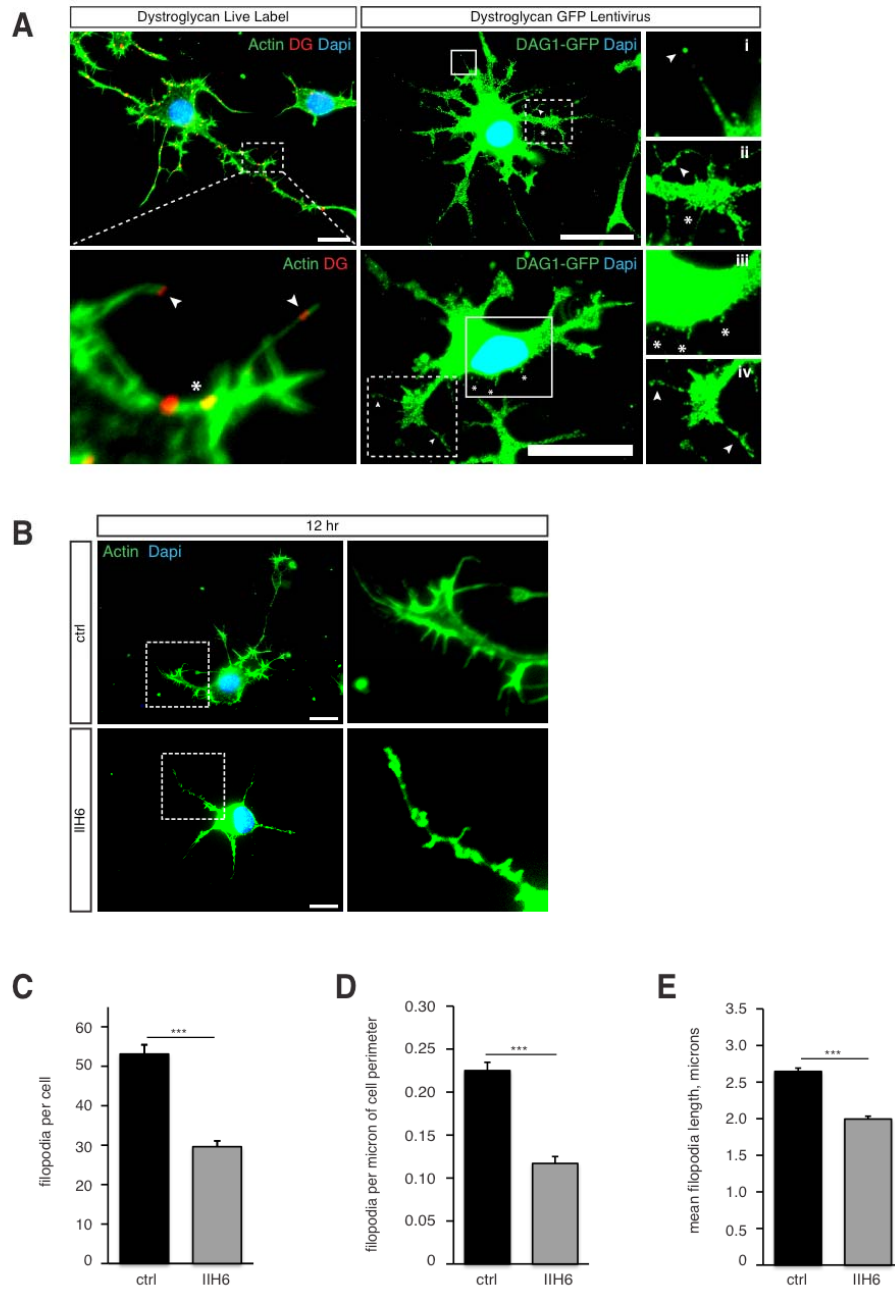 A
Dystroglycan Live Label
Dystroglycan GFP Lentivirus
Actin DG Dapi
DAG1-GFP Dapi
i
ii
Actin DG
DAG1-GFP Dapi
iii
iv
*
*
*
*
* *
*
* *
*
B
12 hr
ctrl
Actin Dapi
IIH6
C
filopodia per cell
60
50
40
30
20
10
0
***
ctrl
IIH6
D
filopodia per micron of cell perimeter
0.30
0.25
0.20
0.15
0.10
0.05
0
***
ctrl
IIH6
E
mean filopodia length, microns
3.5
3.0
2.5
2.0
1.5
1.0
0.5
0
***
ctrl
IIH6